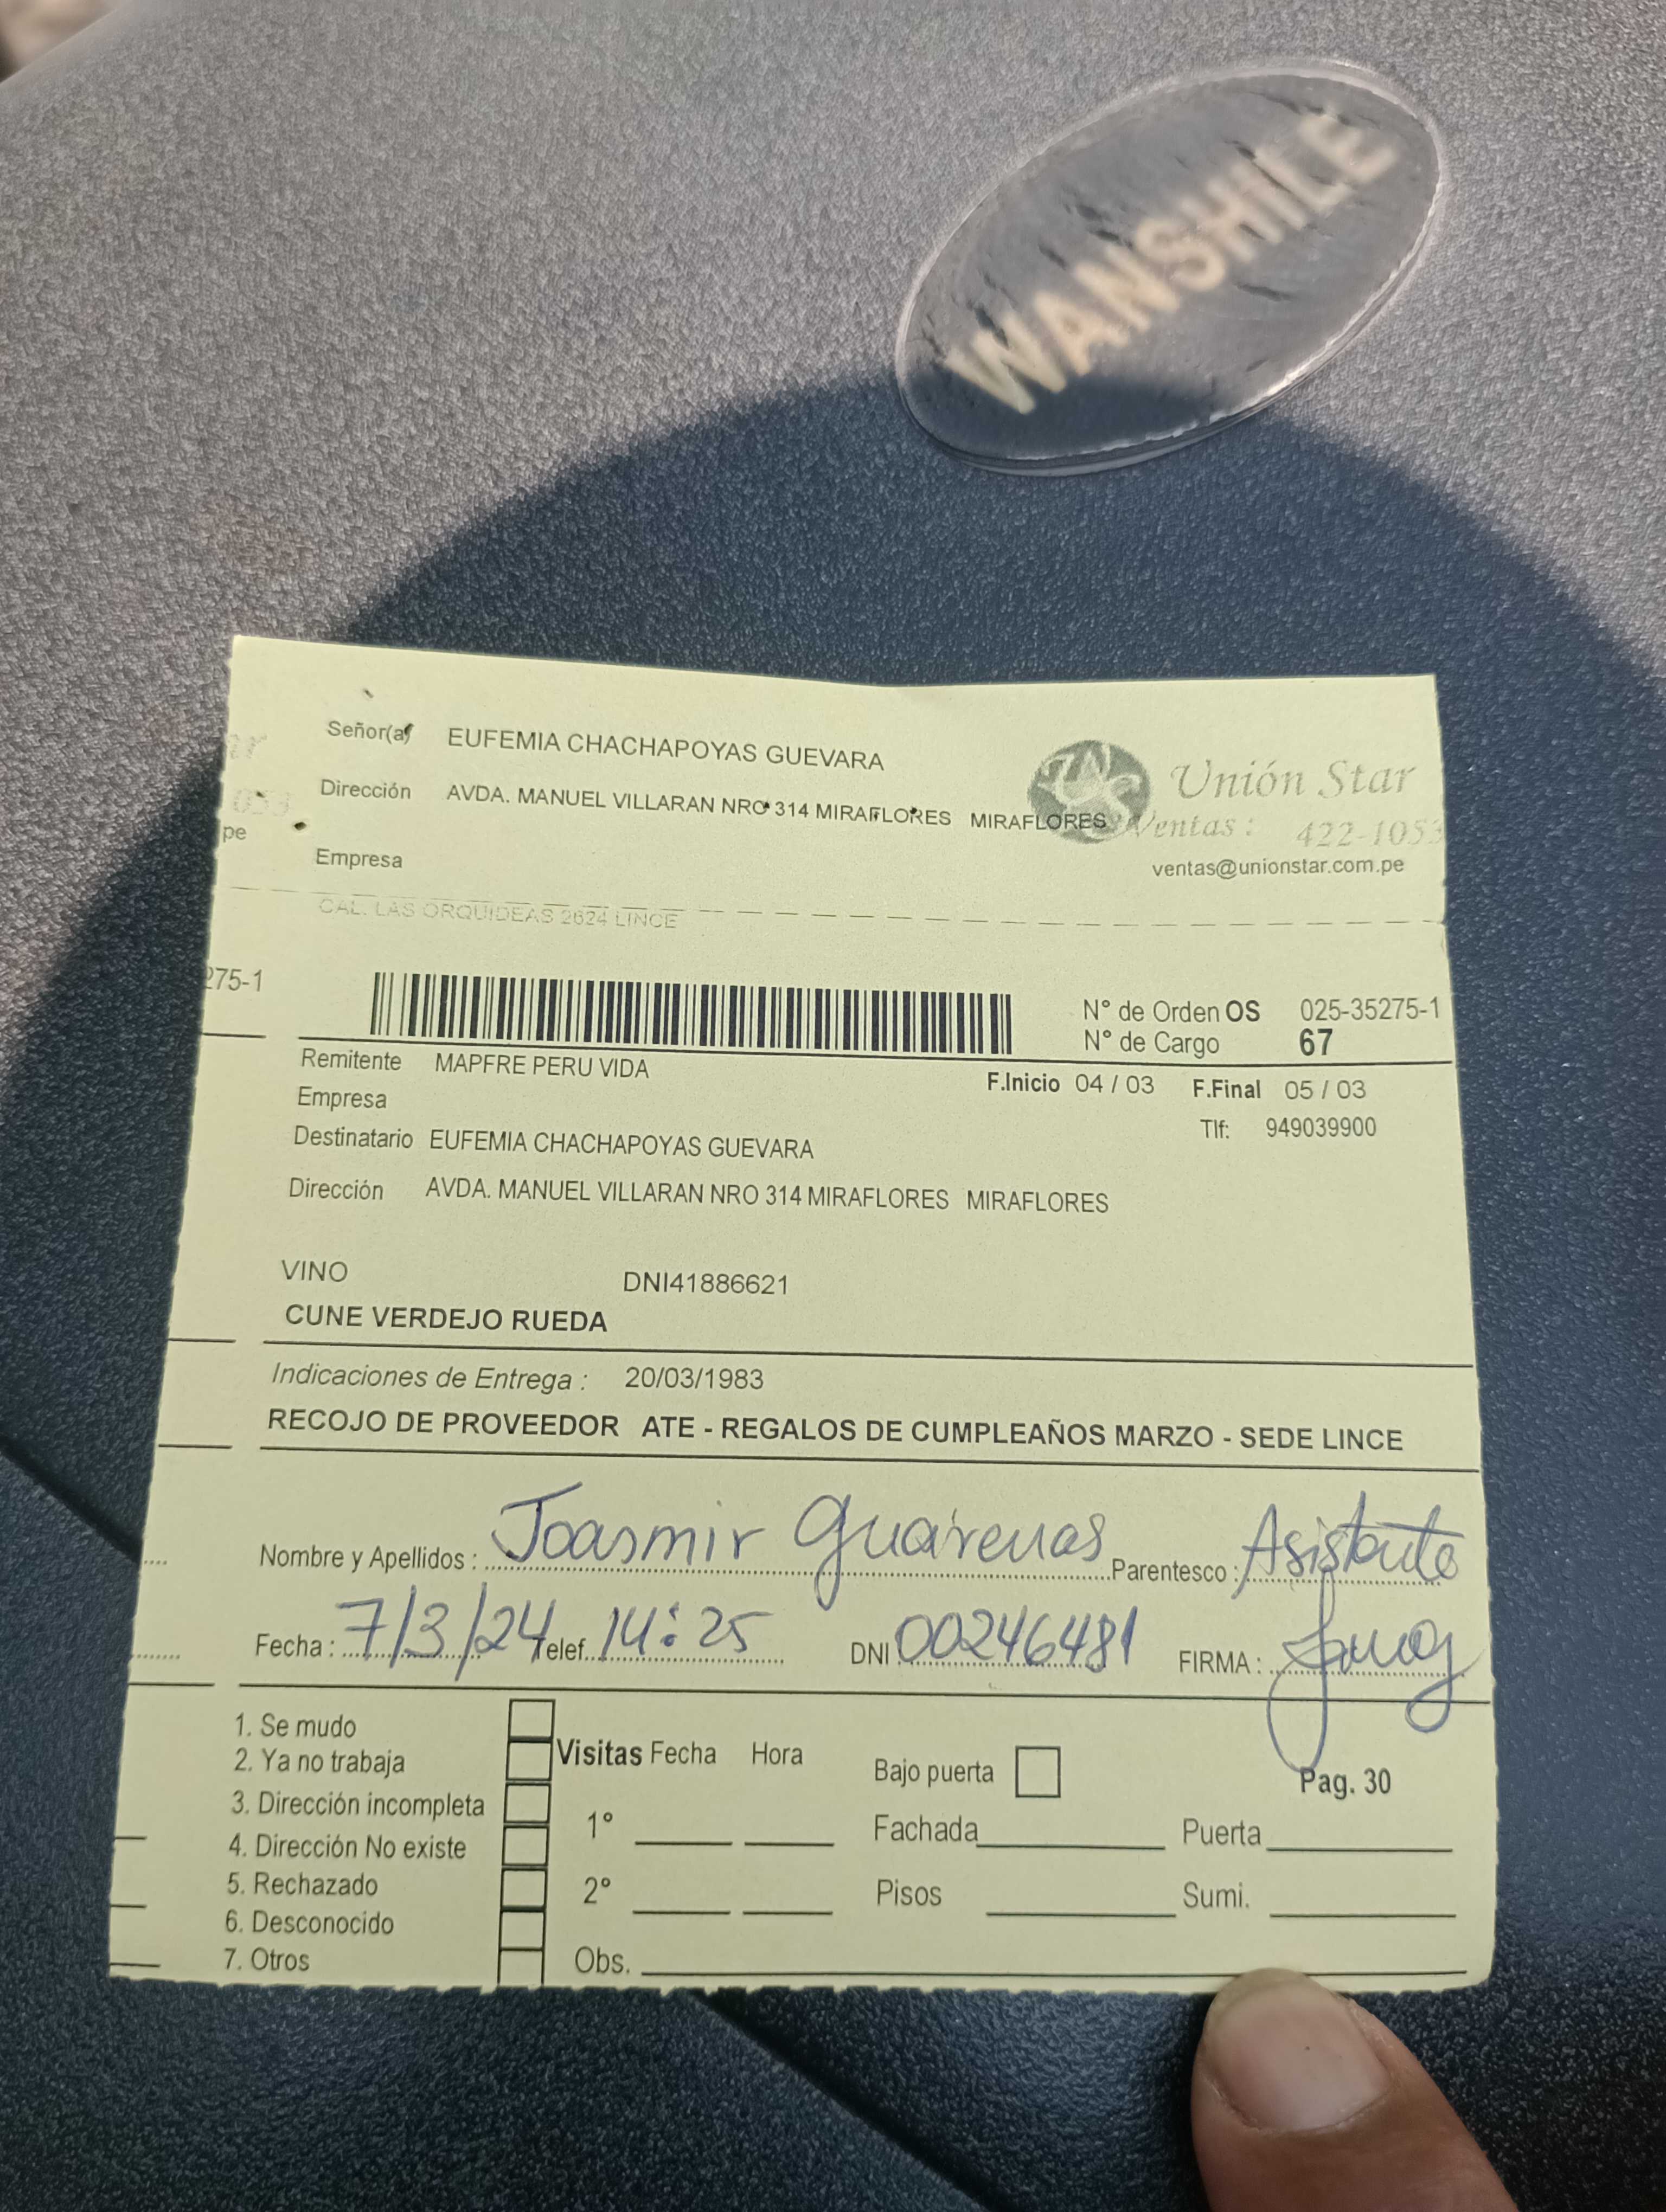 WANSHILE
Señor(a) EUFEMIA CHACHAPOYAS GUEVARA
Dirección AVDA. MANUEL VILLARAN NRO 314 MIRAFLORES MIRAFLORES
Unión Star
Ventas : 422-1053
ventas@unionstar.com.pe
pe
Empresa
CAL. LAS ORQUIDEAS 2624 LINCE
275-1
N° de Orden OS 025-35275-1
N° de Cargo 67
Remitente MAPFRE PERU VIDA
F.Inicio 04 / 03 F.Final 05 / 03
Empresa
Tlf: 949039900
Destinatario EUFEMIA CHACHAPOYAS GUEVARA
Dirección AVDA. MANUEL VILLARAN NRO 314 MIRAFLORES MIRAFLORES
VINO DNI41886621
CUNE VERDEJO RUEDA
Indicaciones de Entrega : 20/03/1983
RECOJO DE PROVEEDOR ATE - REGALOS DE CUMPLEAÑOS MARZO - SEDE LINCE
Nombre y Apellidos : Joasmir Guarenas Parentesco : Asistente
Fecha : 7/3/24 Telef. 14:25 DNI 00246481 FIRMA :
1. Se mudo
2. Ya no trabaja
3. Dirección incompleta
4. Dirección No existe
5. Rechazado
6. Desconocido
7. Otros
Visitas Fecha Hora
1°
2°
Obs.
Bajo puerta
Pag. 30
Fachada Puerta
Pisos Sumi.